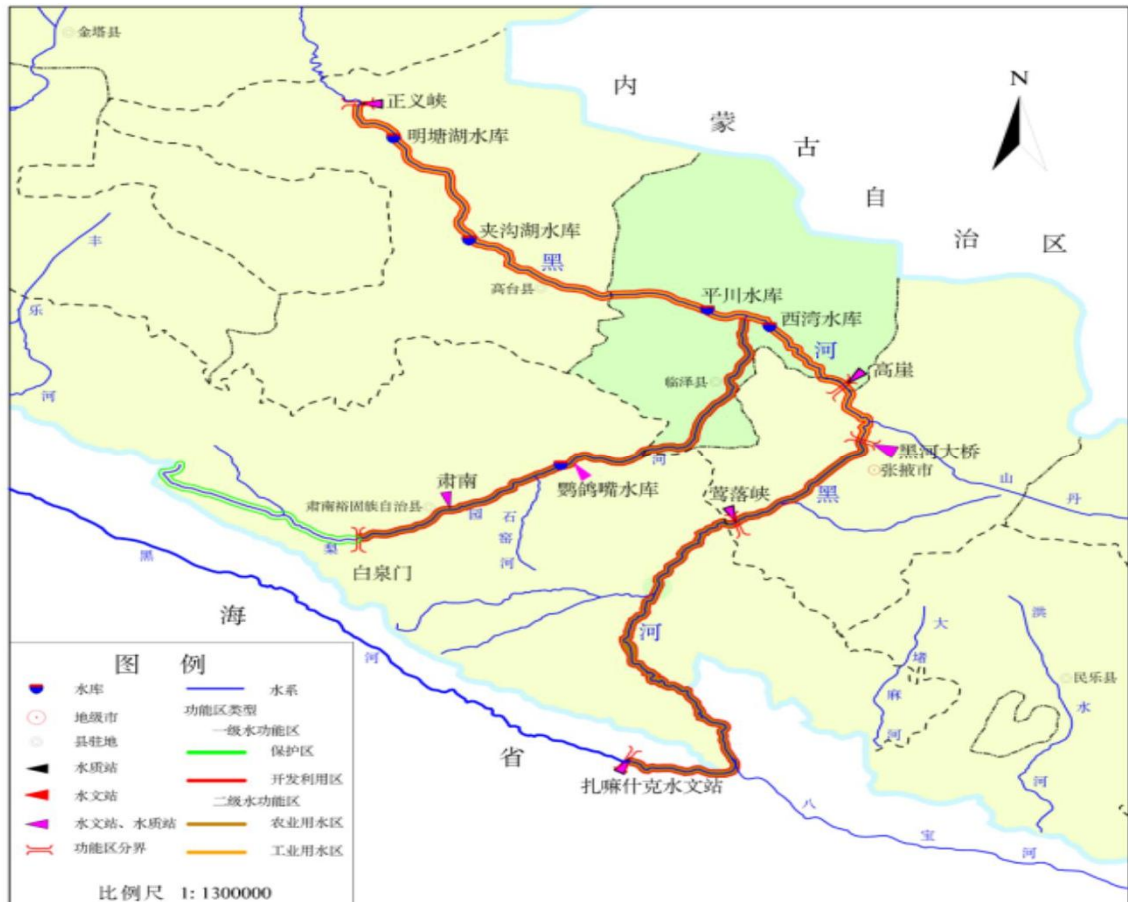 金塔县
内
蒙
古
自
治
区
N
正义峡
明塘湖水库
夹沟湖水库
黑
高台县
平川水库
西湾水库
河
高崖
临泽县
丰
乐
河
黑河大桥
张掖市
河
鹦鸽嘴水库
肃南
肃南裕固族自治县
园
石
窑
河
莺落峡
黑
山
丹
梨
白泉门
黑
河
海
省
河
大
堵
麻
河
洪
水
河
民乐县
扎嘛什克水文站
八
宝
河
图 例
水库
水系
地级市
功能区类型
一级水功能区
县驻地
保护区
水质站
开发利用区
水文站
二级水功能区
水文站、水质站
农业用水区
功能区分界
工业用水区
比例尺 1: 1300000